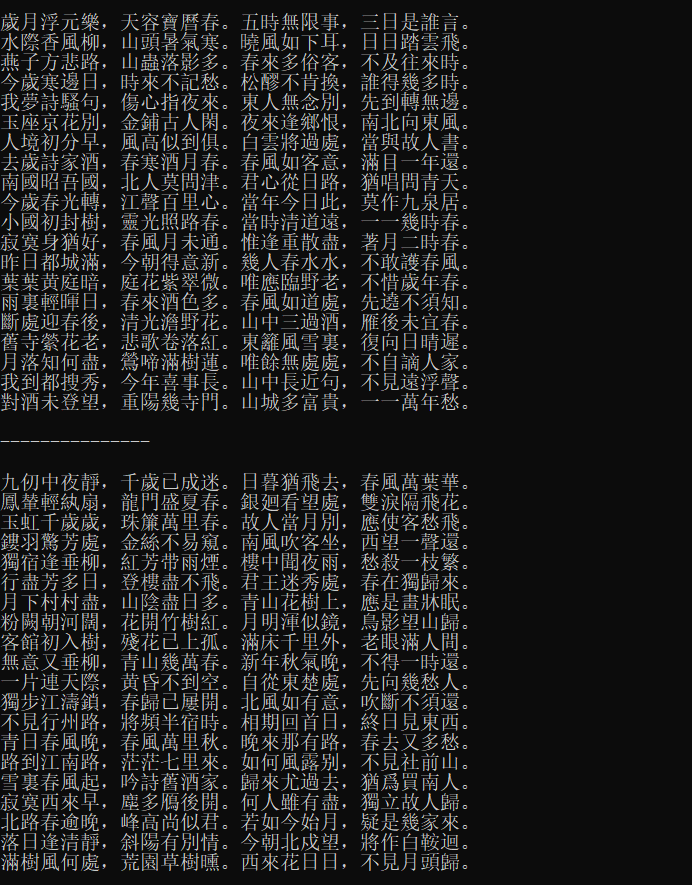 歲月浮元樂，天容寶曆春。五時無限事，三日是誰言。
水際香風柳，山頭暑氣寒。曉風如下耳，日日踏雲飛。
燕子方悲路，山蟲落影多。春來多俗客，不及往來時。
今歲寒邊日，時來不記愁。松醪不肯換，誰得幾多時。
我夢詩騷句，傷心指夜來。東人無念別，先到轉無邊。
玉座京花別，金鋪古人閑。夜來逢鄉恨，南北向東風。
人境初分早，風高似到俱。白雲將過處，當與故人書。
去歲詩家酒，春寒酒月春。春風如客意，滿目一年還。
南國昭吾國，北人莫問津。君心從日路，猶唱問青天。
今歲春光轉，江聲百里心。當年今日此，莫作九泉居。
小國初封樹，靈光照路春。當時清道遠，一一幾時春。
寂寞身猶好，春風月未通。惟逢重散盡，著月二時春。
昨日都城滿，今朝得意新。幾人春水水，不敢護春風。
葉葉黃庭暗，庭花紫翠微。唯應臨野老，不惜歲年春。
雨裏輕暉日，春來酒色多。春風如道處，先遶不須知。
斷處迎春後，清光澹野花。山中三過酒，雁後未宜春。
舊寺縈花老，悲歌卷落紅。東籬風雪裏，復向日晴遲。
月落知何盡，鶯啼滿樹蓮。唯餘無處處，不自謫人家。
我到都搜秀，今年喜事長。山中長近句，不見遠浮聲。
對酒未登望，重陽幾寺門。山城多富貴，一一萬年愁。
———————————————
九仞中夜靜，千歲已成迷。日暮猶飛去，春風萬葉華。
鳳輦輕紈扇，龍門盛夏春。銀迴看望處，雙淚隔飛花。
玉虹千歲歲，珠簾萬里春。故人當月別，應使客愁飛。
鏤羽驚芳處，金絲不易窺。南風吹客坐，西望一聲還。
獨宿逢垂柳，紅芳带雨煙。樓中聞夜雨，愁殺一枝繁。
行盡芳多日，登樓盡不飛。君王迷秀處，春在獨歸來。
月下村村盡，山陰盡日多。青山花樹上，應是晝牀眠。
粉闕朝河闊，花開竹樹紅。月明渾似鏡，鳥影望山歸。
客館初入樹，殘花已上孤。滿床千里外，老眼滿人間。
無意又垂柳，青山幾萬春。新年秋氣晚，不得一時還。
一片連天際，黄昏不到空。自從東楚處，先向幾愁人。
獨步江濤鎖，春歸已屢開。北風如有意，吹斷不須還。
不見行州路，將頻半宿時。相期回首日，終日見東西。
青日春風晚，春風萬里秋。晚來那有路，春去又多愁。
路到江南路，茫茫七里來。如何風露别，不見社前山。
雪裏春風起，吟詩舊酒家。歸來尤過去，猶爲買南人。
寂寞西來早，塵多鴈後開。何人雖有盡，獨立故人歸。
北路春逾晚，峰高尚似君。若如今始月，疑是幾家來。
落日逢清靜，斜陽有別情。今朝北戍望，將作白鞍迴。
滿樹風何處，荒園草樹曛。西來花日日，不見月頭歸。